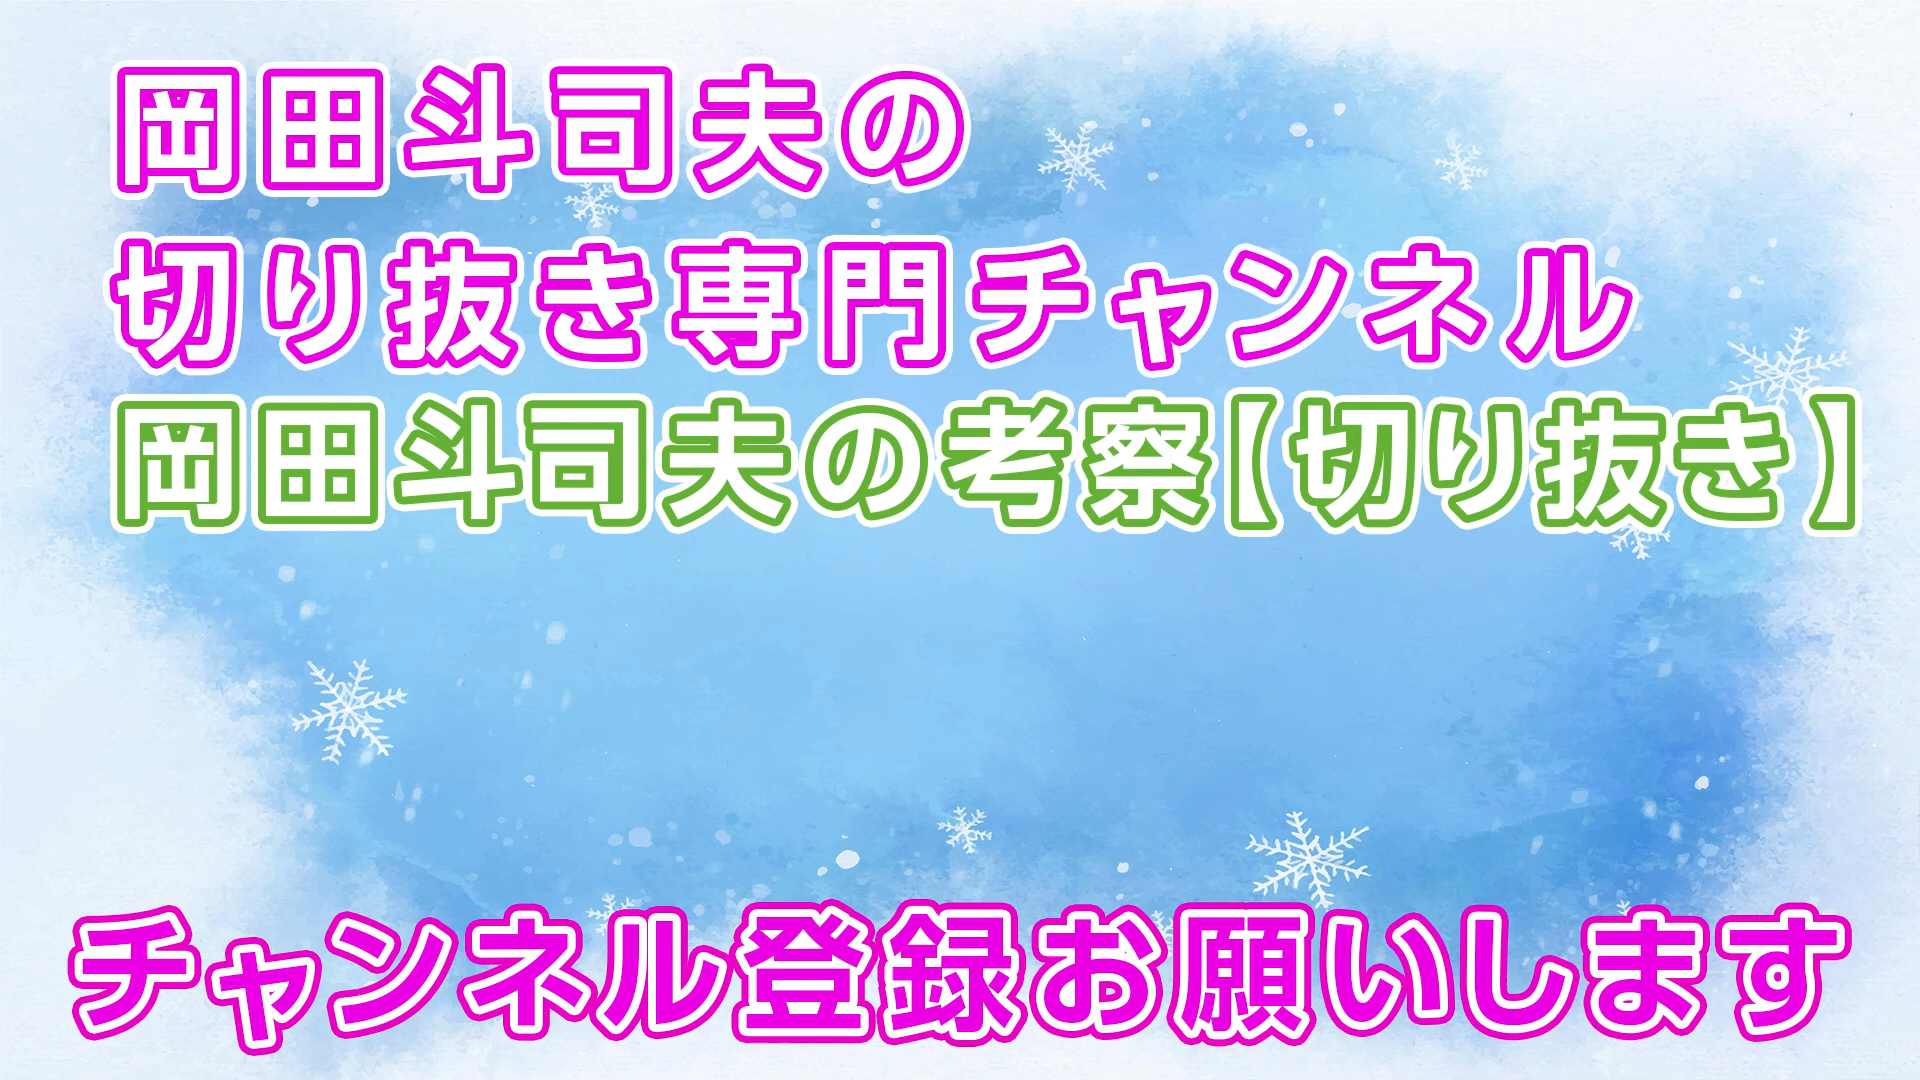 岡田斗司夫の
切り抜き専門チャンネル
岡田斗司夫の考察【切り抜き】
チャンネル登録お願いします